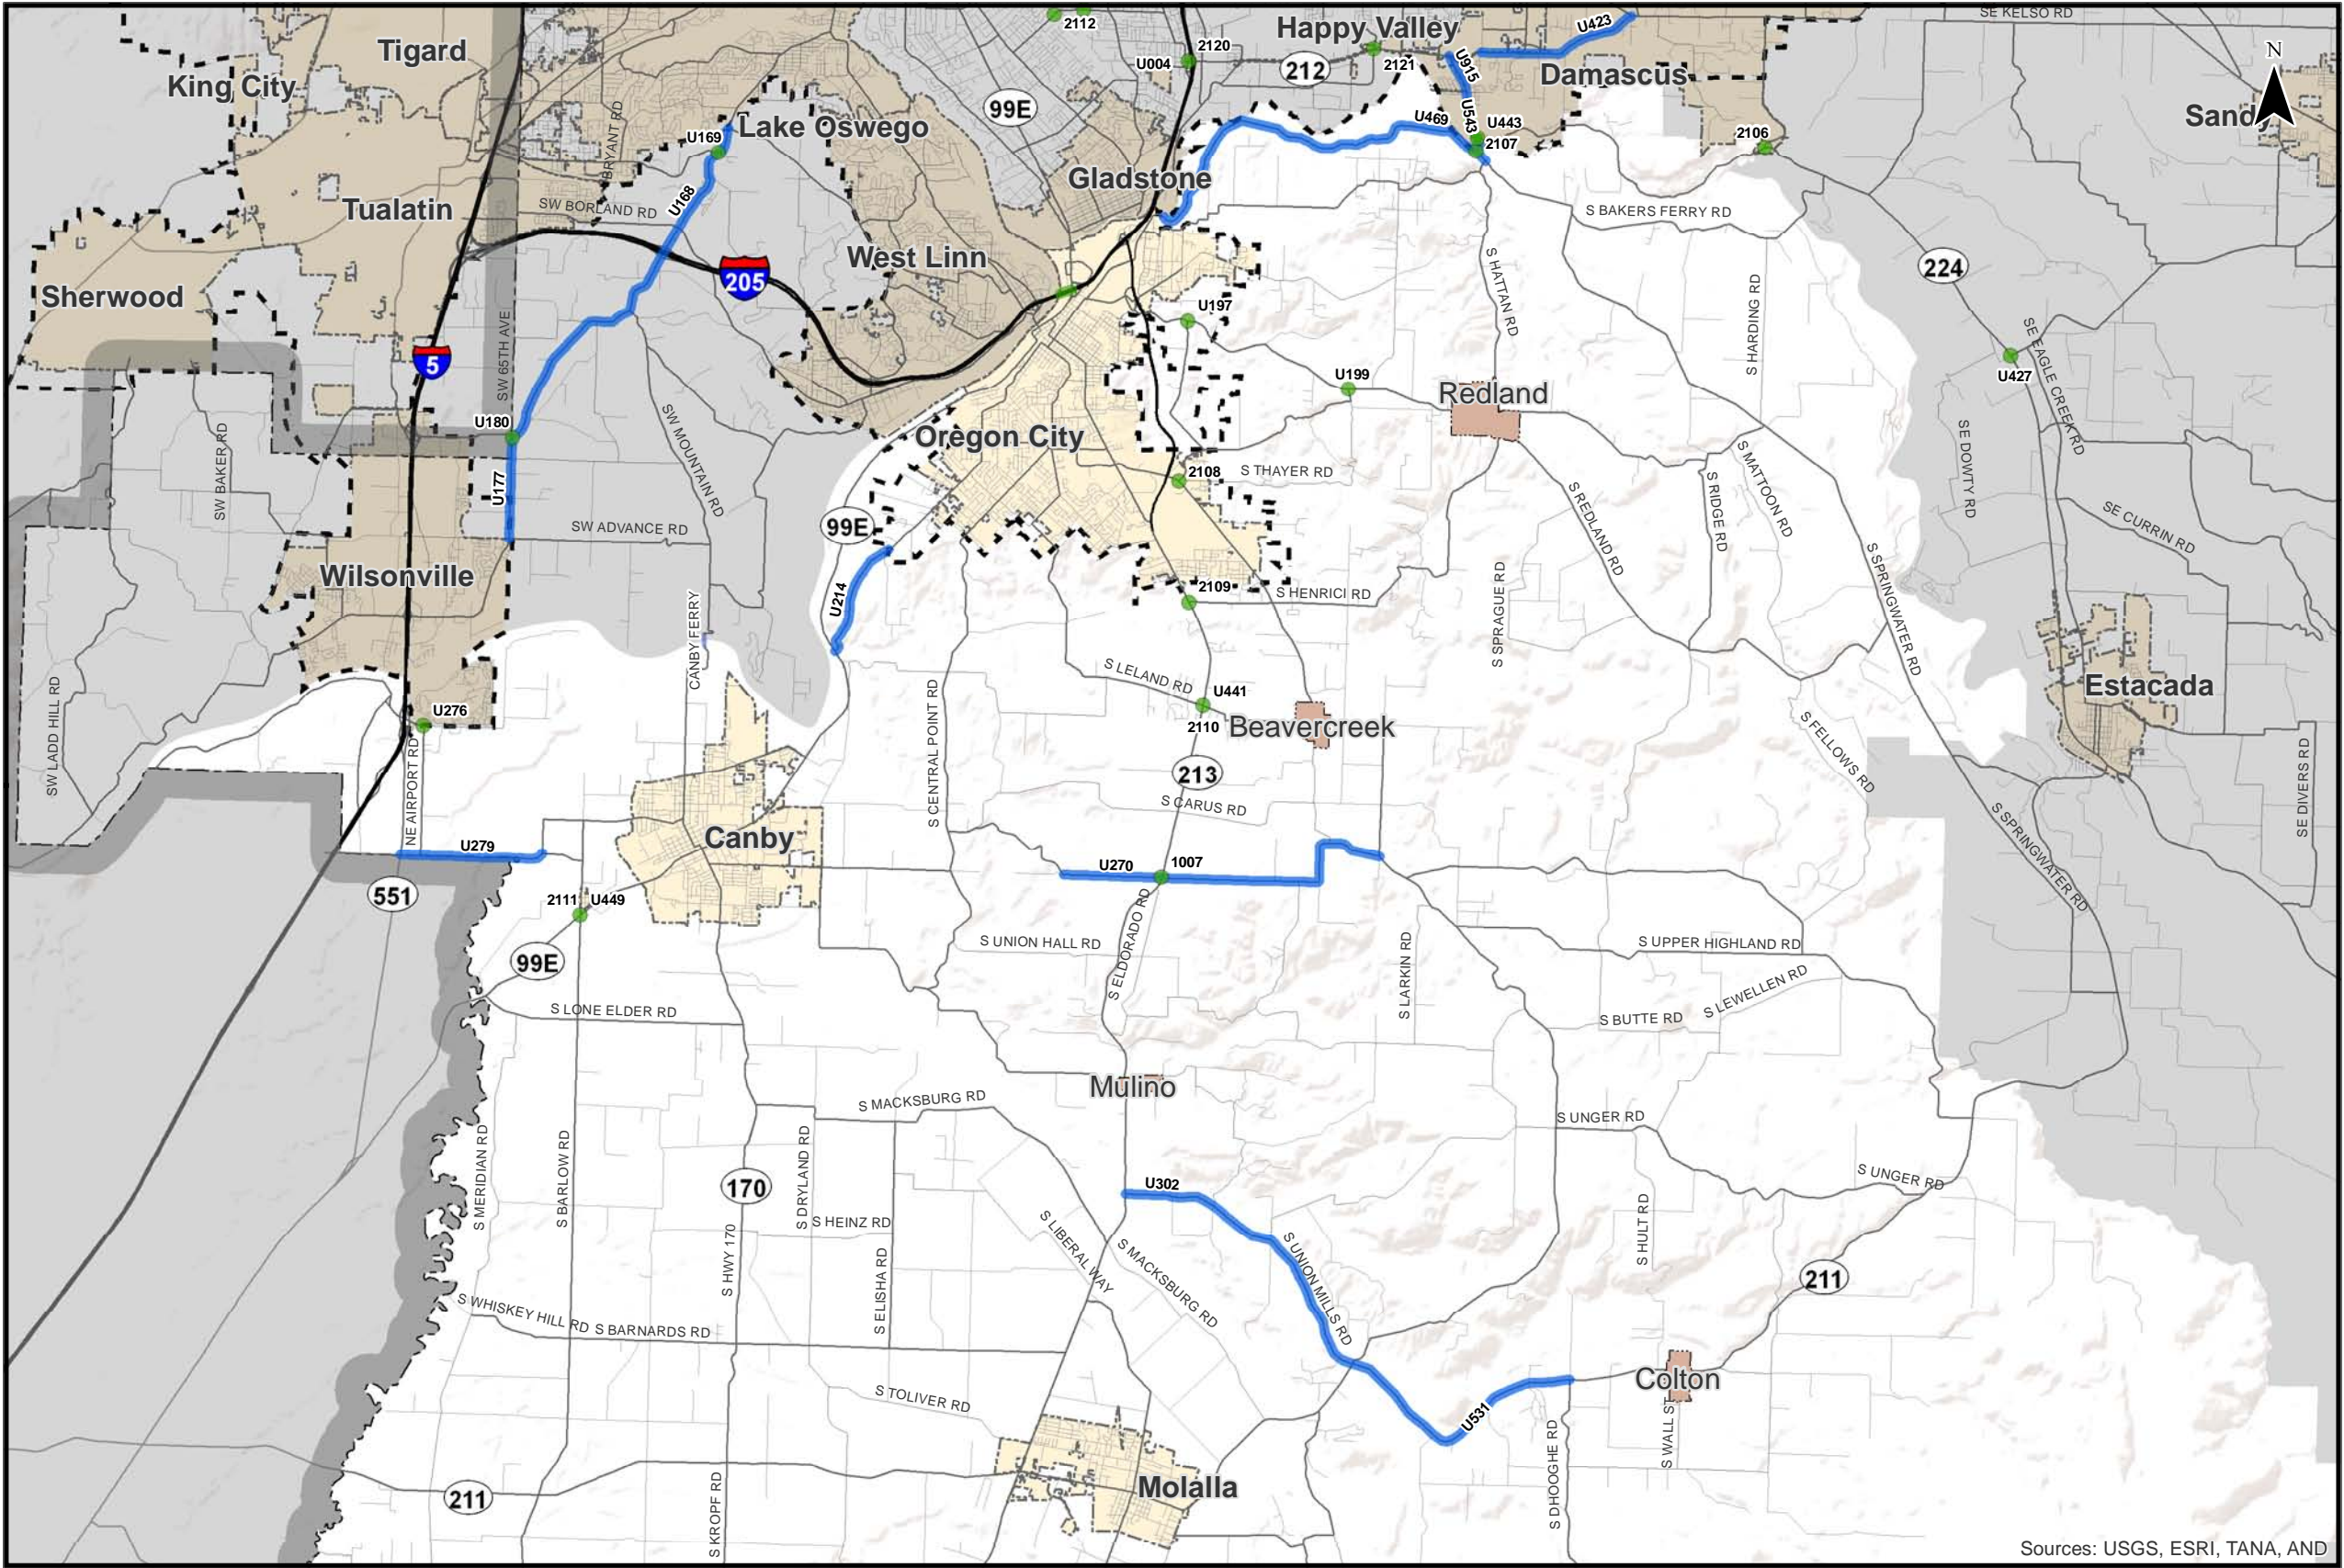 SE KELSO RD
2112
Happy Valley
U423
Tigard
2120
N
U004
212
2121
U915
Damascus
King City
99E
Sandy
BRYANT RD
U169
Lake Oswego
U469
U543
U443
2107
2106
Gladstone
U168
SW BORLAND RD
Tualatin
S BAKERS FERRY RD
West Linn
224
205
S HATTAN RD
Sherwood
S HARDING RD
U197
SW 65TH AVE
5
SE EAGLE CREEK RD
U427
U199
Redland
U180
SW MOUNTAIN RD
Oregon City
SW BAKER RD
SE DOWTY RD
S MATTOON RD
2108
S THAYER RD
U177
S REDLAND RD
S RIDGE RD
SW ADVANCE RD
99E
SE CURRIN RD
S SPRINGWATER RD
Wilsonville
2109
S HENRICI RD
U214
S SPRAGUE RD
CANBY FERRY
S LELAND RD
U441
Estacada
SW LADD HILL RD
U276
2110
Beavercreek
S FELLOWS RD
S CENTRAL POINT RD
213
SE DIVERS RD
NE AIRPORT RD
S CARUS RD
Canby
U279
S SPRINGWATER RD
U270
1007
551
2111
U449
S ELDORADO RD
S UNION HALL RD
S UPPER HIGHLAND RD
99E
S LARKIN RD
S LEWELLEN RD
S LONE ELDER RD
S BUTTE RD
Mulino
S MACKSBURG RD
S UNGER RD
S MERIDIAN RD
S BARLOW RD
170
S DRYLAND RD
U302
S UNGER RD
S HEINZ RD
S HULT RD
S HWY 170
S ELISHA RD
S LIBERAL WAY
S MACKSBURG RD
S UNION MILLS RD
211
S WHISKEY HILL RD
S BARNARDS RD
Colton
S TOLIVER RD
U531
S WALL ST
S DHOOGHE RD
211
S KROPF RD
Molalla
Sources: USGS, ESRI, TANA, AND